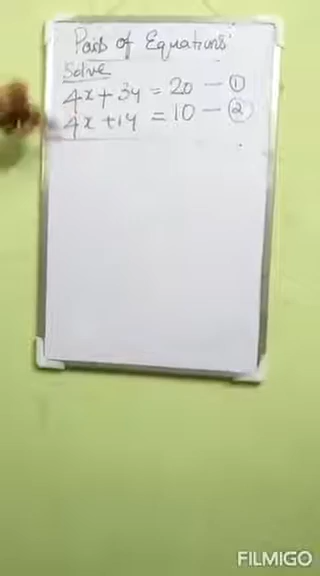 Pair of Equations
Solve
4x + 3y = 20 — ①
4x + 1y = 10 — ②
FILMIGO